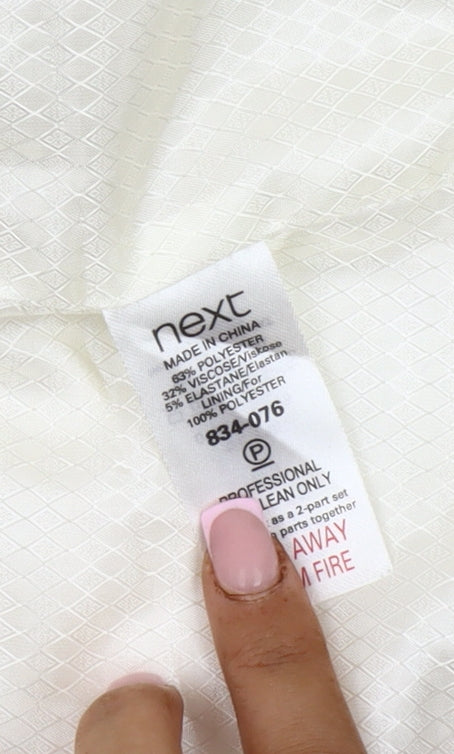 next
MADE IN CHINA
63% POLYESTER
32% VISCOSE/Viskose
5% ELASTANE/Elastan
LINING/For
100% POLYESTER
834-076
P
PROFESSIONAL
CLEAN ONLY
as a 2-part set
parts together
AWAY
FIRE